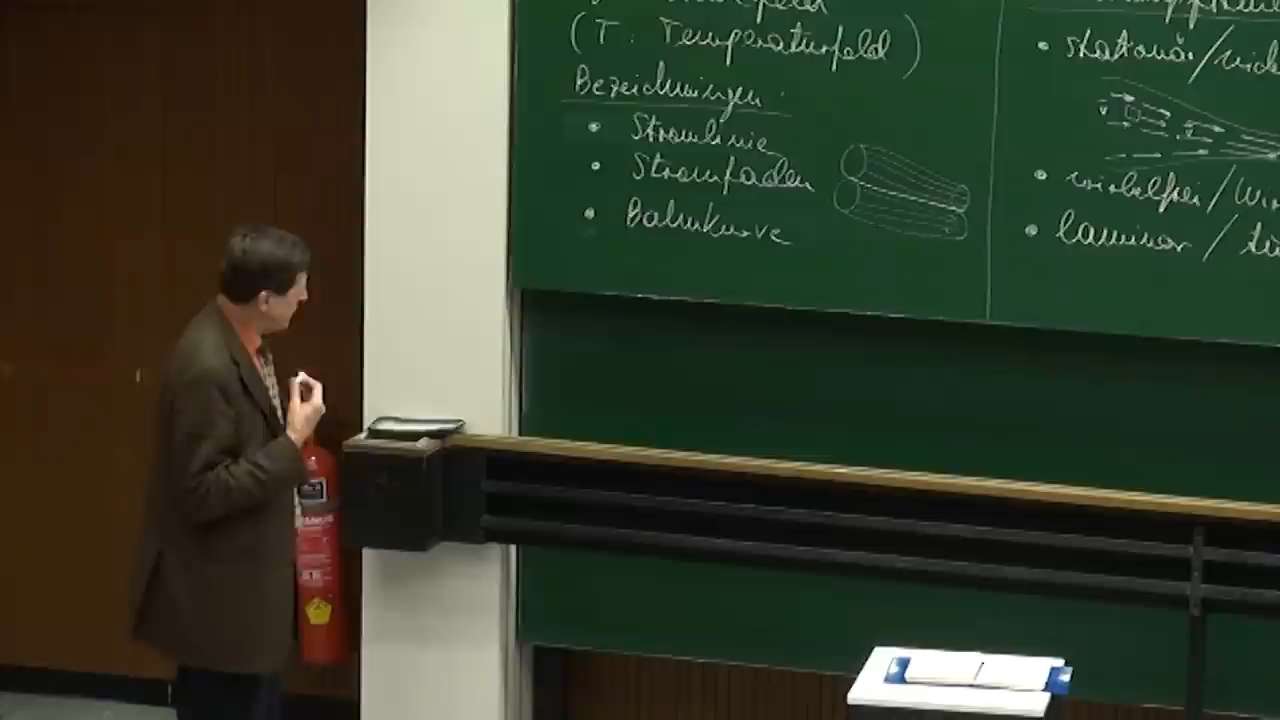 (T: Temperaturfeld)
Bezeichnungen:
• Stromlinie
• Stromfaden
• Bahnkurve
• stationär/
• wirbelfrei/
• laminar /